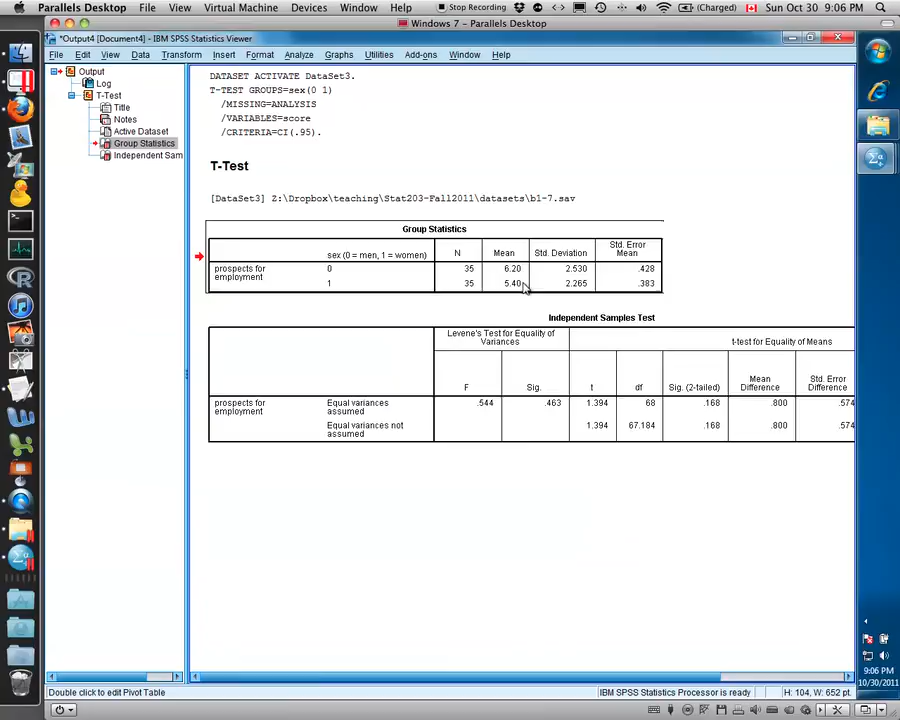 Parallels Desktop File View Virtual Machine Devices Window Help Stop Recording (Charged) Sun Oct 30 9:06 PM
Windows 7 - Parallels Desktop
*Output4 [Document4] - IBM SPSS Statistics Viewer
File Edit View Data Transform Insert Format Analyze Graphs Utilities Add-ons Window Help
Output
Log
T-Test
Title
Notes
Active Dataset
Group Statistics
Independent Sam
DATASET ACTIVATE DataSet3.
T-TEST GROUPS=sex(0 1)
/MISSING=ANALYSIS
/VARIABLES=score
/CRITERIA=CI(.95).
T-Test
[DataSet3] Z:\Dropbox\teaching\Stat203-Fall2011\datasets\b1-7.sav
Group Statistics
sex (0 = men, 1 = women) N Mean Std. Deviation Std. Error Mean
prospects for employment 0 35 6.20 2.530 .428
1 35 5.40 2.265 .383
Independent Samples Test
Levene's Test for Equality of Variances t-test for Equality of Means
F Sig. t df Sig. (2-tailed) Mean Difference Std. Error Difference
prospects for employment Equal variances assumed .544 .463 1.394 68 .168 .800 .574
Equal variances not assumed 1.394 67.184 .168 .800 .574
9:06 PM
10/30/2011
Double click to edit Pivot Table IBM SPSS Statistics Processor is ready H: 104, W: 652 pt.